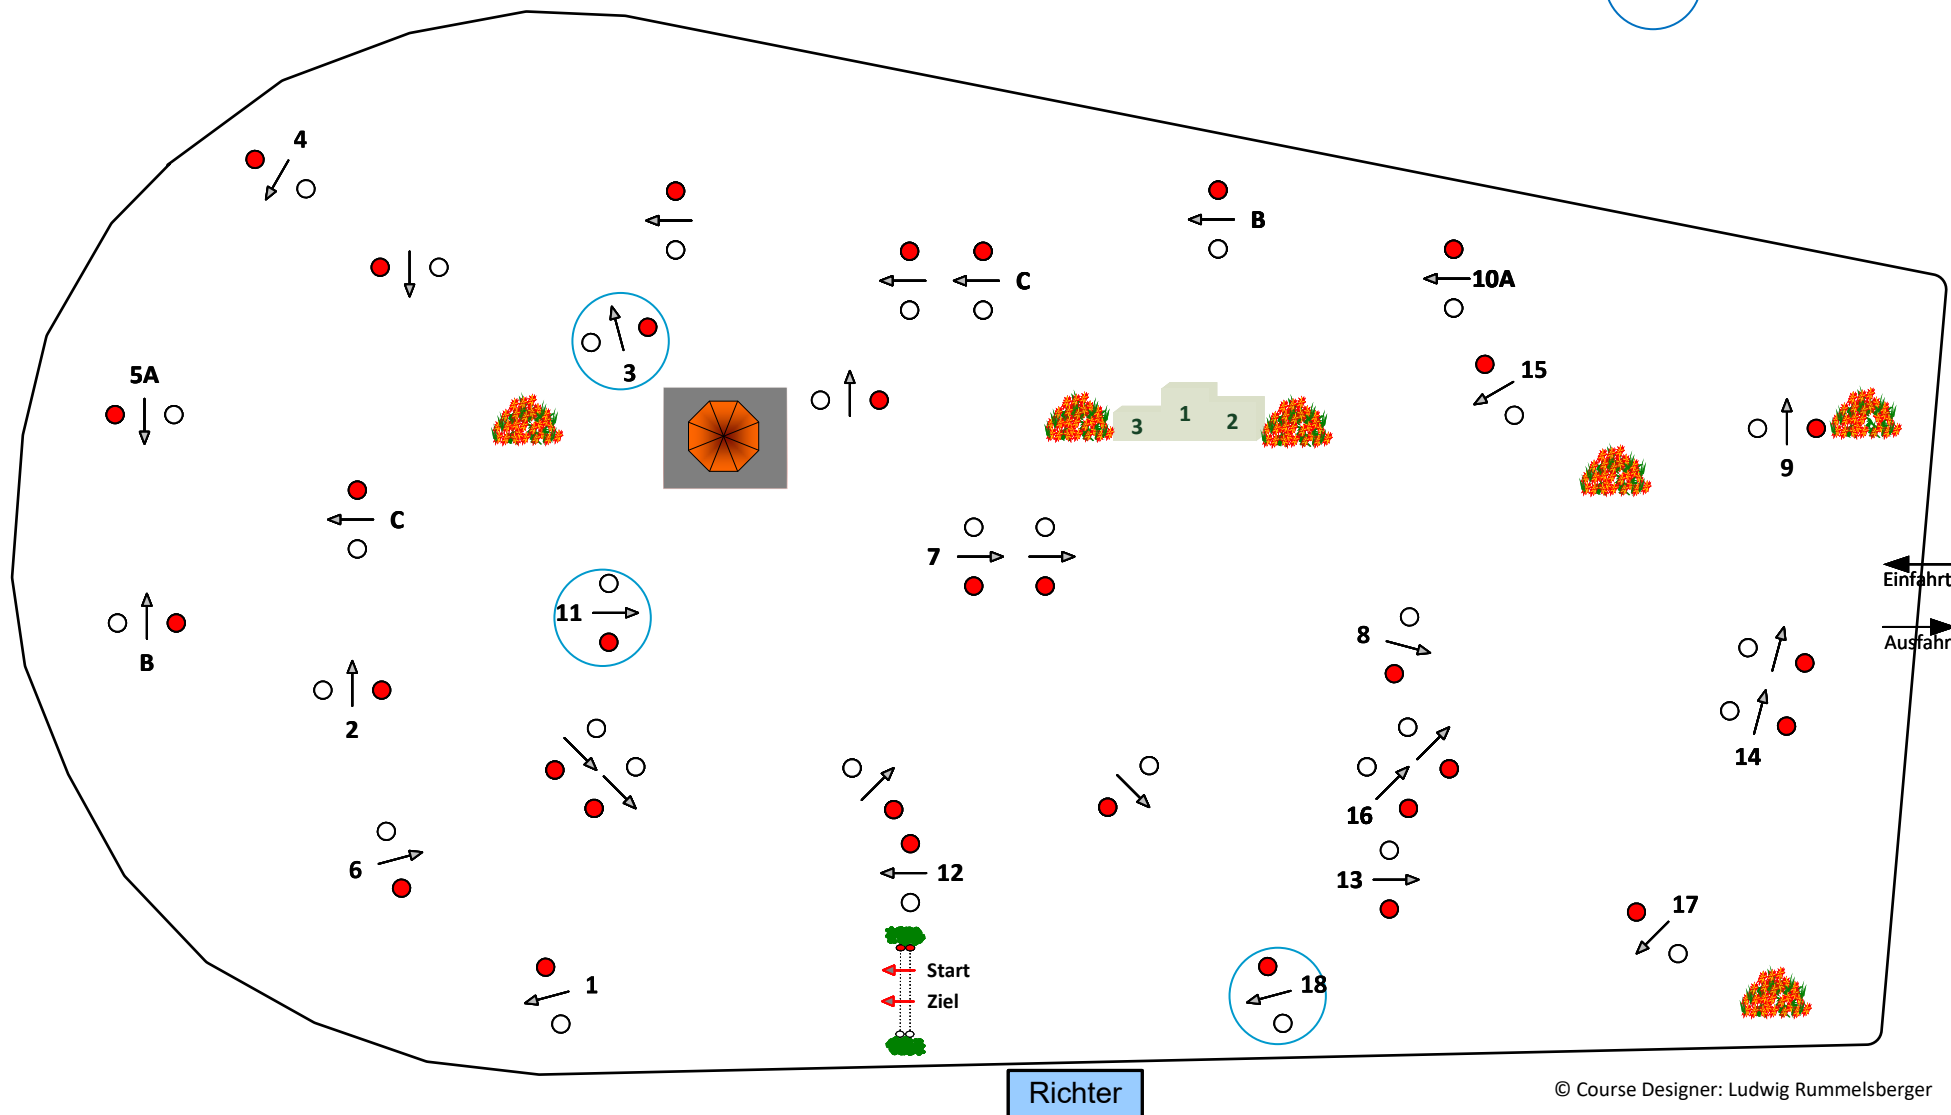 4
B
C
10A
3
5A
15
3
1
2
9
C
7
Einfahrt
11
8
Ausfahr
B
2
14
16
6
12
13
17
Start
1
18
Ziel
Richter
© Course Designer: Ludwig Rummelsberger